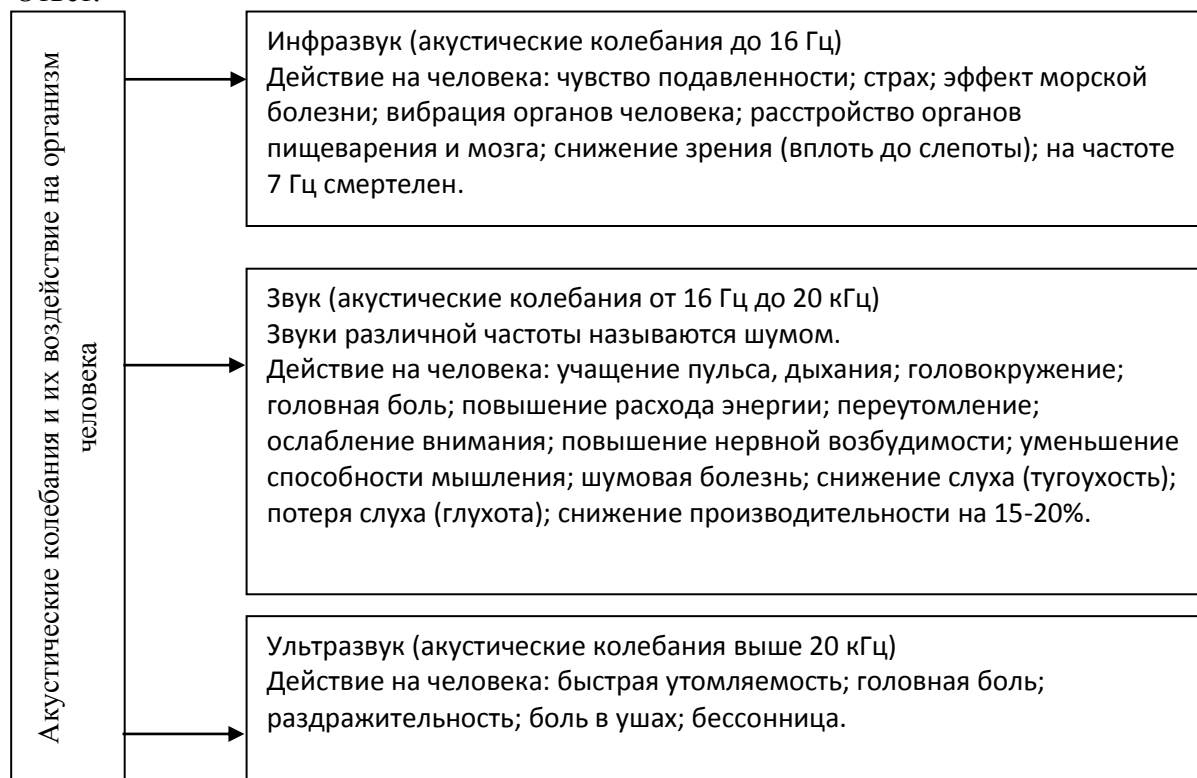 Акустические колебания и их воздействие на организм
человека
Инфразвук (акустические колебания до 16 Гц)
Действие на человека: чувство подавленности; страх; эффект морской
болезни; вибрация органов человека; расстройство органов
пищеварения и мозга; снижение зрения (вплоть до слепоты); на частоте
7 Гц смертелен.
Звук (акустические колебания от 16 Гц до 20 кГц)
Звуки различной частоты называются шумом.
Действие на человека: учащение пульса, дыхания; головокружение;
головная боль; повышение расхода энергии; переутомление;
ослабление внимания; повышение нервной возбудимости; уменьшение
способности мышления; шумовая болезнь; снижение слуха (тугоухость);
потеря слуха (глухота); снижение производительности на 15-20%.
Ультразвук (акустические колебания выше 20 кГц)
Действие на человека: быстрая утомляемость; головная боль;
раздражительность; боль в ушах; бессонница.